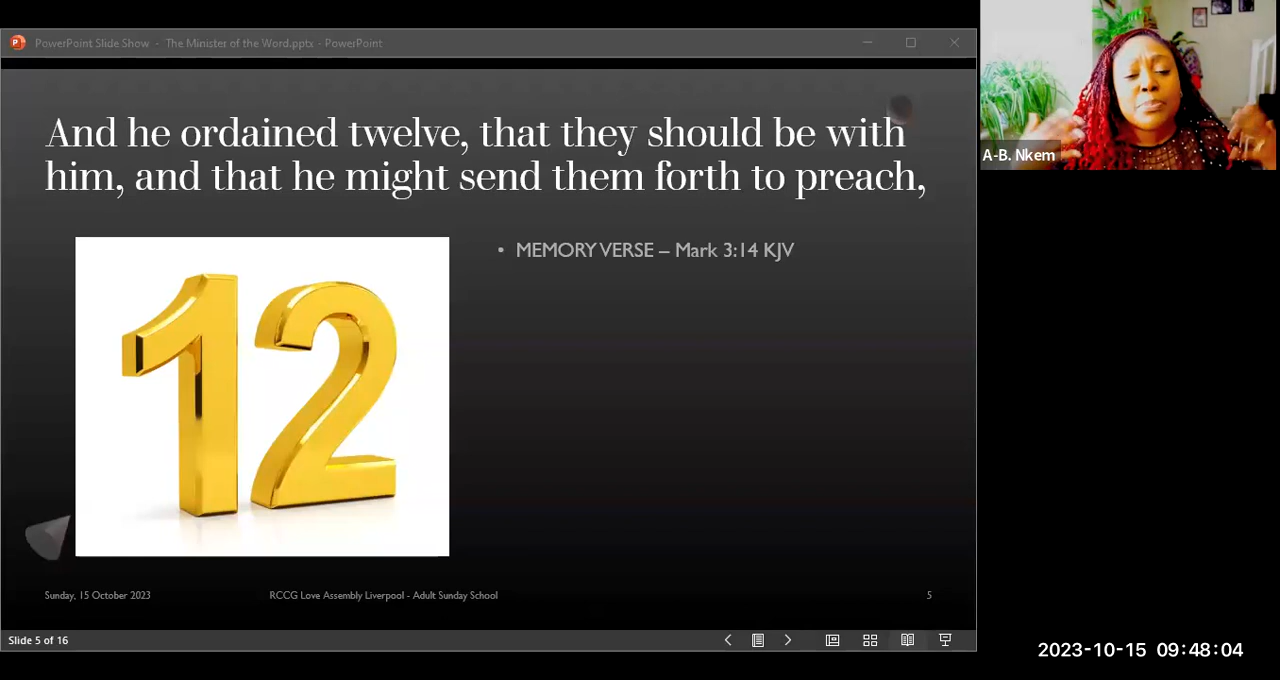 PowerPoint Slide Show - The Minister of the Word.pptx - PowerPoint
And he ordained twelve, that they should be with
him, and that he might send them forth to preach,
• MEMORY VERSE – Mark 3:14 KJV
12
Sunday, 15 October 2023 RCCG Love Assembly Liverpool - Adult Sunday School 5
Slide 5 of 16
A-B. Nkem
2023-10-15 09:48:04